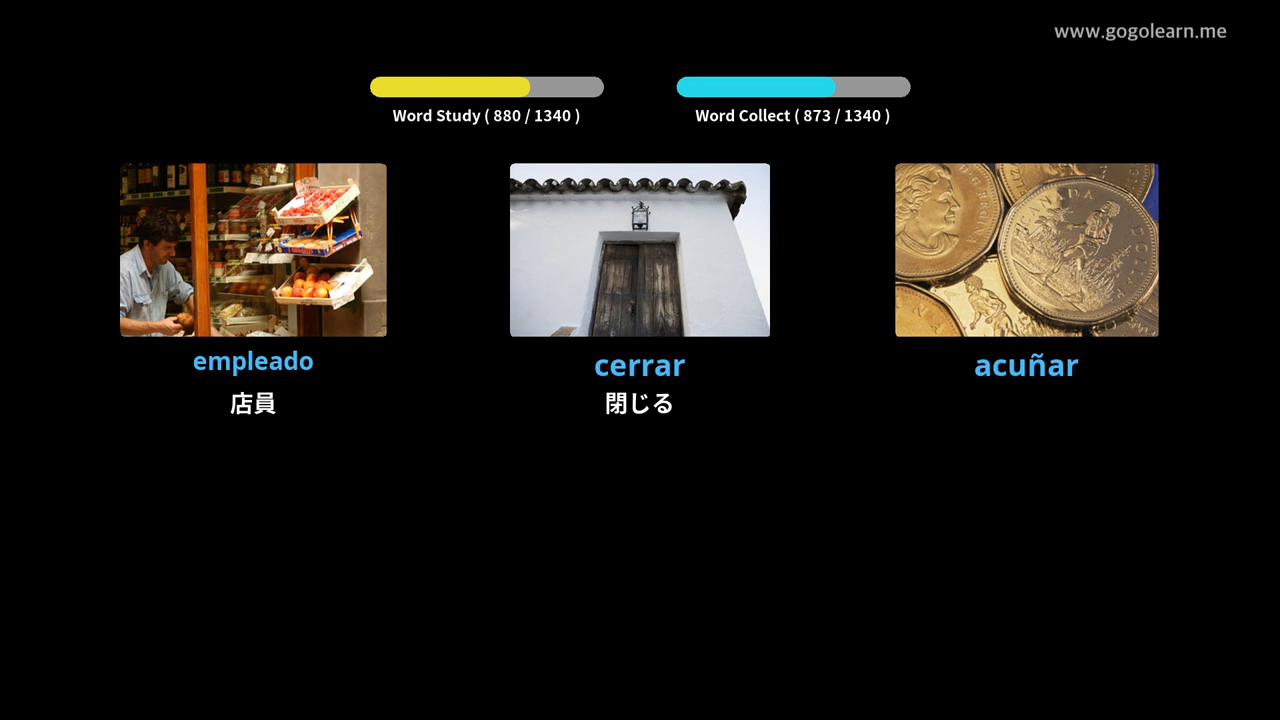 www.gogolearn.me
Word Study ( 880 / 1340 )
Word Collect ( 873 / 1340 )
empleado
店員
cerrar
閉じる
acuñar